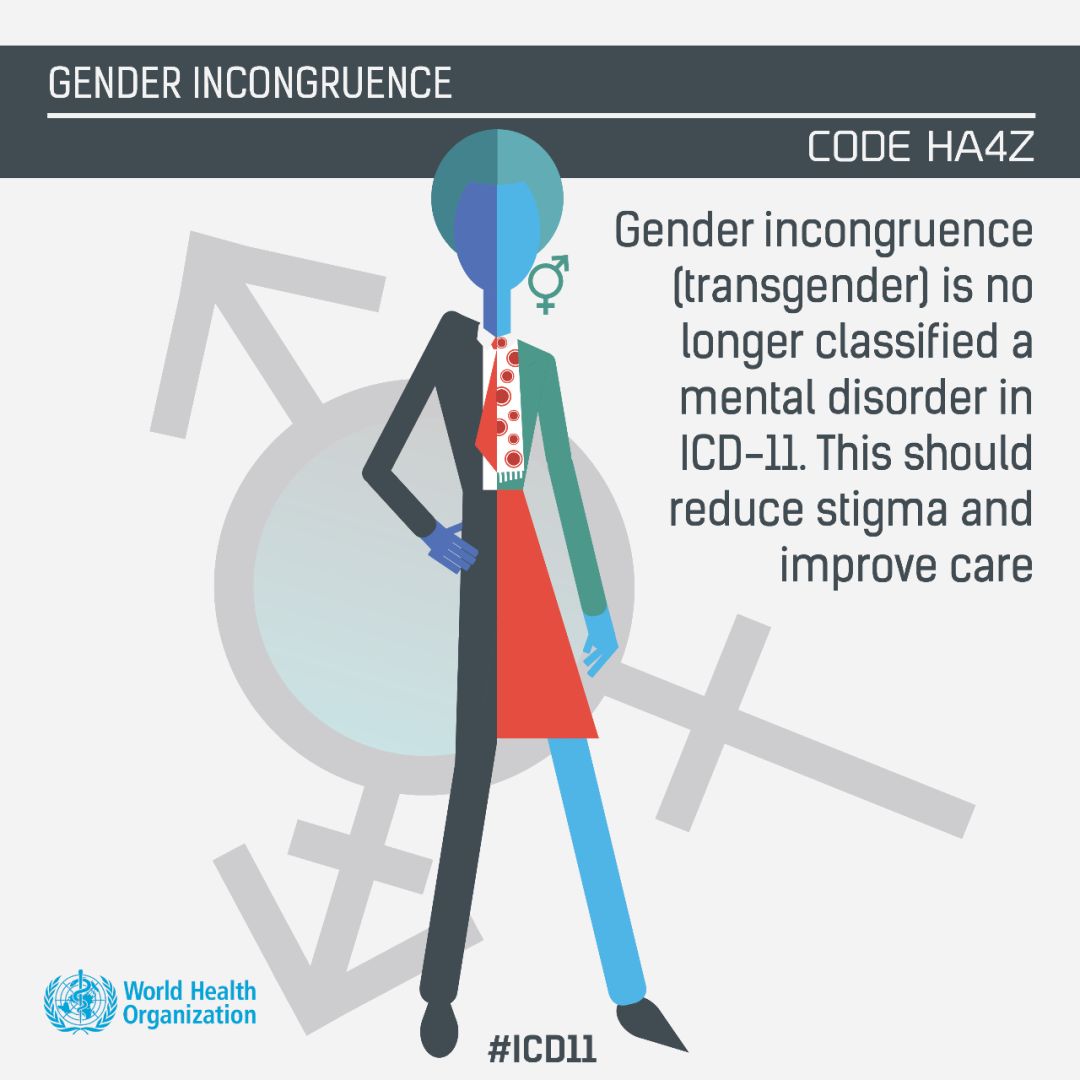 GENDER INCONGRUENCE
CODE HA4Z
Gender incongruence
(transgender) is no
longer classified a
mental disorder in
ICD-11. This should
reduce stigma and
improve care
World Health
Organization
#ICD11